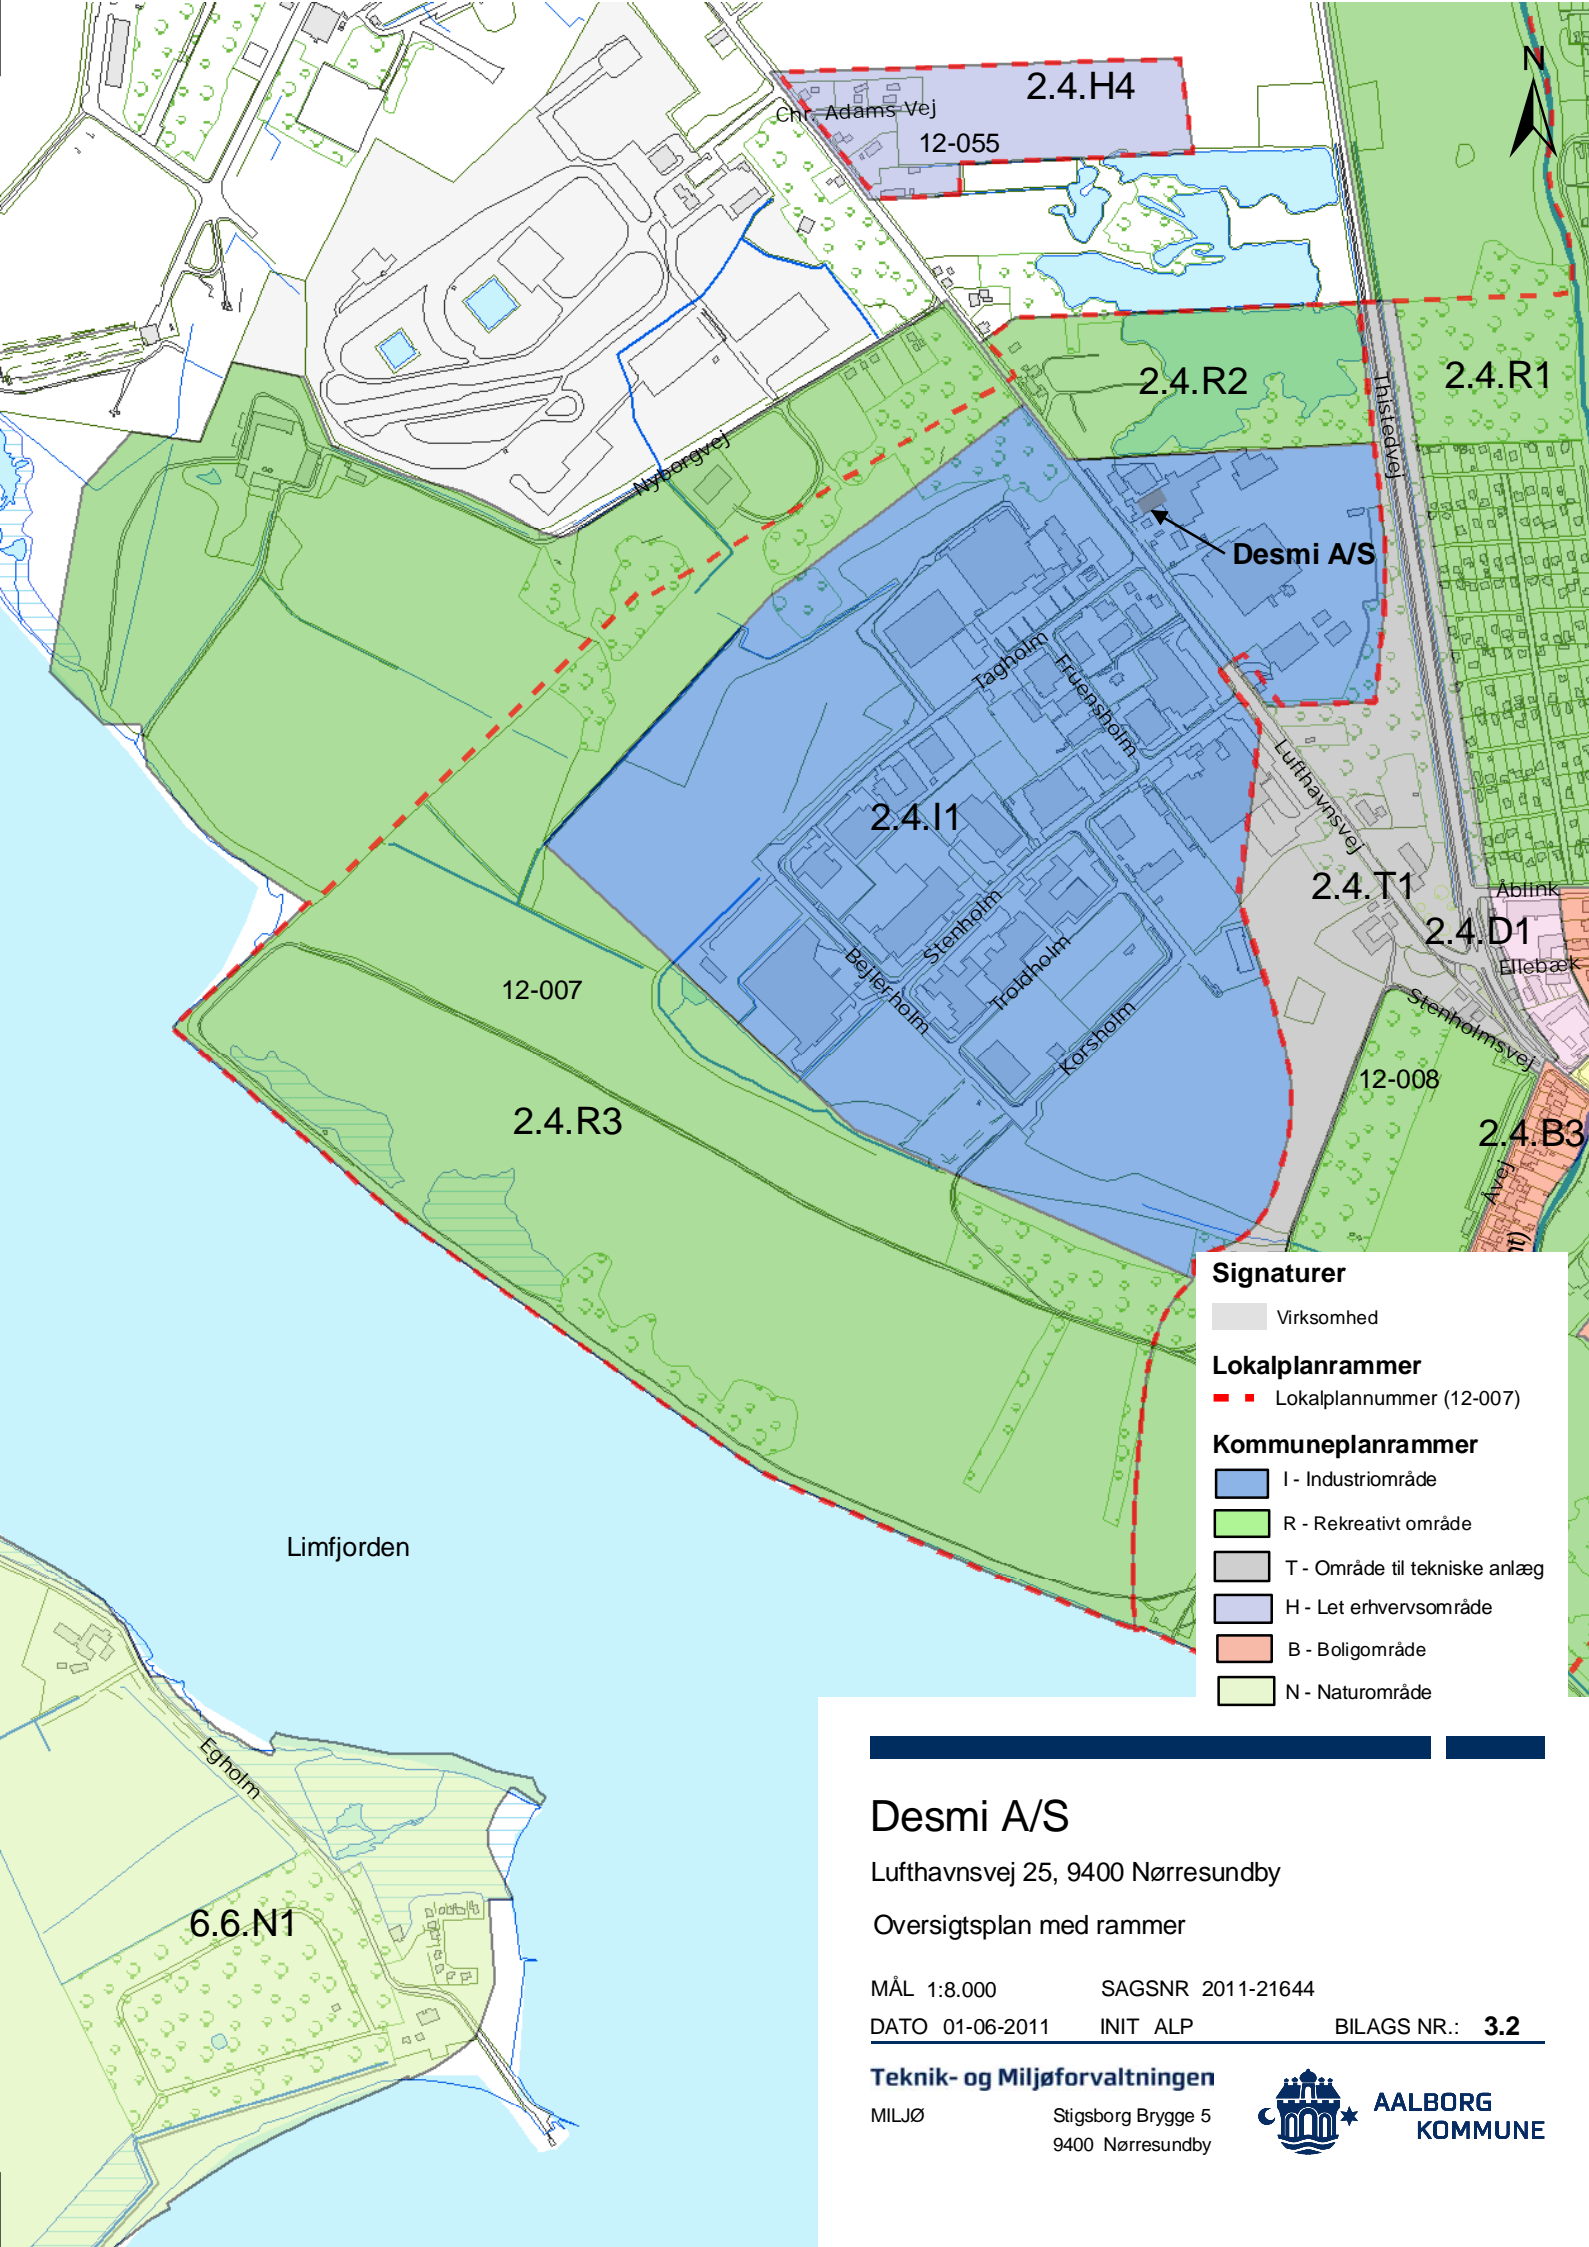 N
2.4.H4
Chr. Adams Vej
12-055
2.4.R2
2.4.R1
Thistedvej
Nyborgvej
Desmi A/S
Tagholm
Fruensholm
Lufthavnsvej
2.4.I1
2.4.T1
Åblink
2.4.D1
Ellebæk
Stenholm
Bejlerholm
Troldholm
Korsholm
Stenholmsvej
12-007
12-008
2.4.R3
2.4.B3
Åvej
nt)
Limfjorden
Egholm
6.6.N1
Signaturer
Virksomhed
Lokalplanrammer
Lokalplannummer (12-007)
Kommuneplanrammer
I - Industriområde
R - Rekreativt område
T - Område til tekniske anlæg
H - Let erhvervsområde
B - Boligområde
N - Naturområde
Desmi A/S
Lufthavnsvej 25, 9400 Nørresundby
Oversigtsplan med rammer
MÅL 1:8.000 SAGSNR 2011-21644
DATO 01-06-2011 INIT ALP BILAGS NR.: 3.2
Teknik- og Miljøforvaltningen
MILJØ Stigsborg Brygge 5
9400 Nørresundby
AALBORG
KOMMUNE